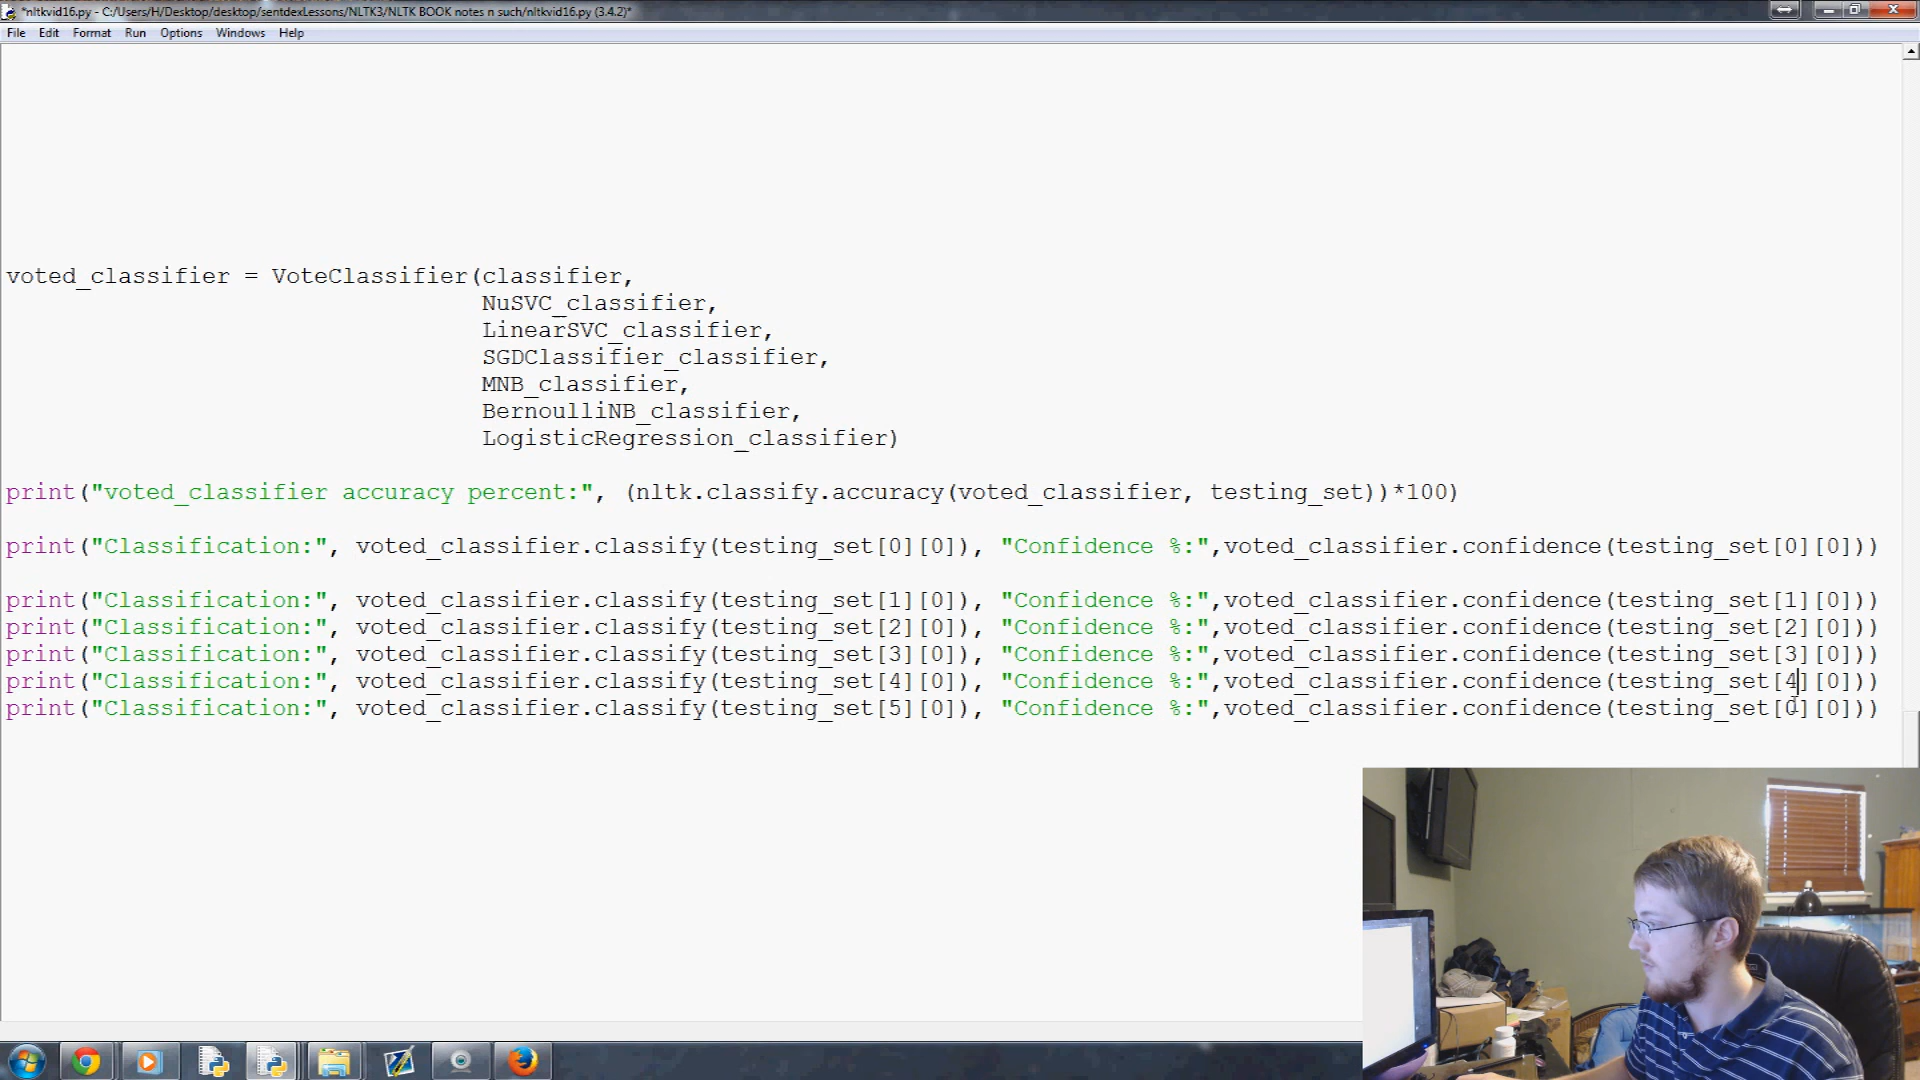 *nltkvid16.py - C:/Users/H/Desktop/desktop/sentdexLessons/NLTK3/NLTK BOOK notes n such/nltkvid16.py (3.4.2)*
File Edit Format Run Options Windows Help
voted_classifier = VoteClassifier(classifier,
NuSVC_classifier,
LinearSVC_classifier,
SGDClassifier_classifier,
MNB_classifier,
BernoulliNB_classifier,
LogisticRegression_classifier)
print("voted_classifier accuracy percent:", (nltk.classify.accuracy(voted_classifier, testing_set))*100)
print("Classification:", voted_classifier.classify(testing_set[0][0]), "Confidence %:",voted_classifier.confidence(testing_set[0][0]))
print("Classification:", voted_classifier.classify(testing_set[1][0]), "Confidence %:",voted_classifier.confidence(testing_set[1][0]))
print("Classification:", voted_classifier.classify(testing_set[2][0]), "Confidence %:",voted_classifier.confidence(testing_set[2][0]))
print("Classification:", voted_classifier.classify(testing_set[3][0]), "Confidence %:",voted_classifier.confidence(testing_set[3][0]))
print("Classification:", voted_classifier.classify(testing_set[4][0]), "Confidence %:",voted_classifier.confidence(testing_set[4][0]))
print("Classification:", voted_classifier.classify(testing_set[5][0]), "Confidence %:",voted_classifier.confidence(testing_set[0][0]))